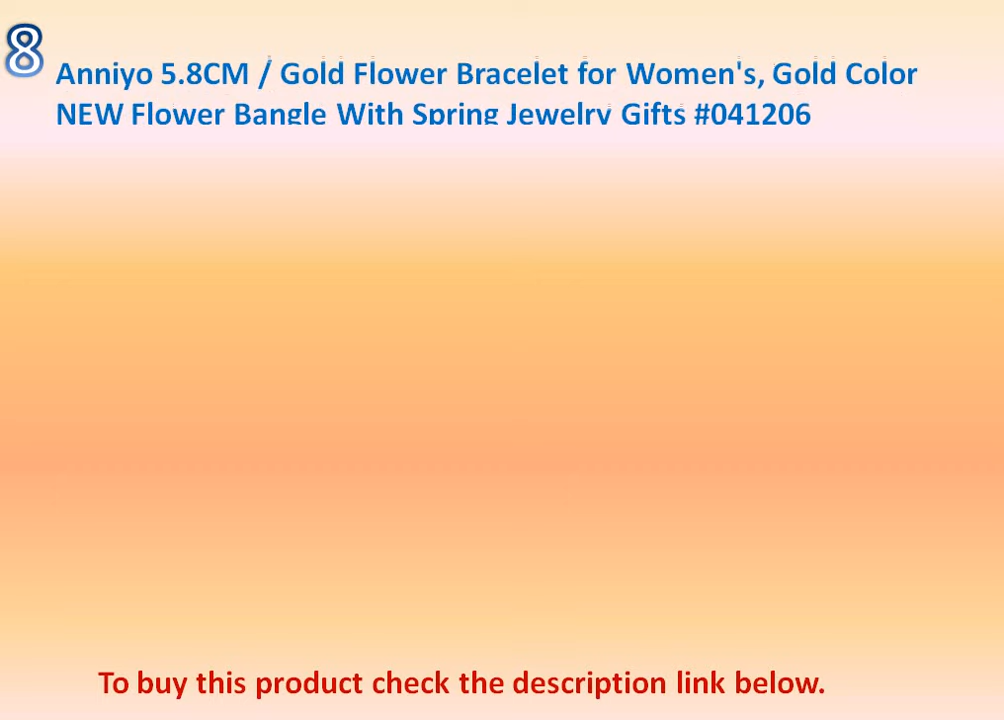 8
Anniyo 5.8CM / Gold Flower Bracelet for Women's, Gold Color
NEW Flower Bangle With Spring Jewelry Gifts #041206
To buy this product check the description link below.